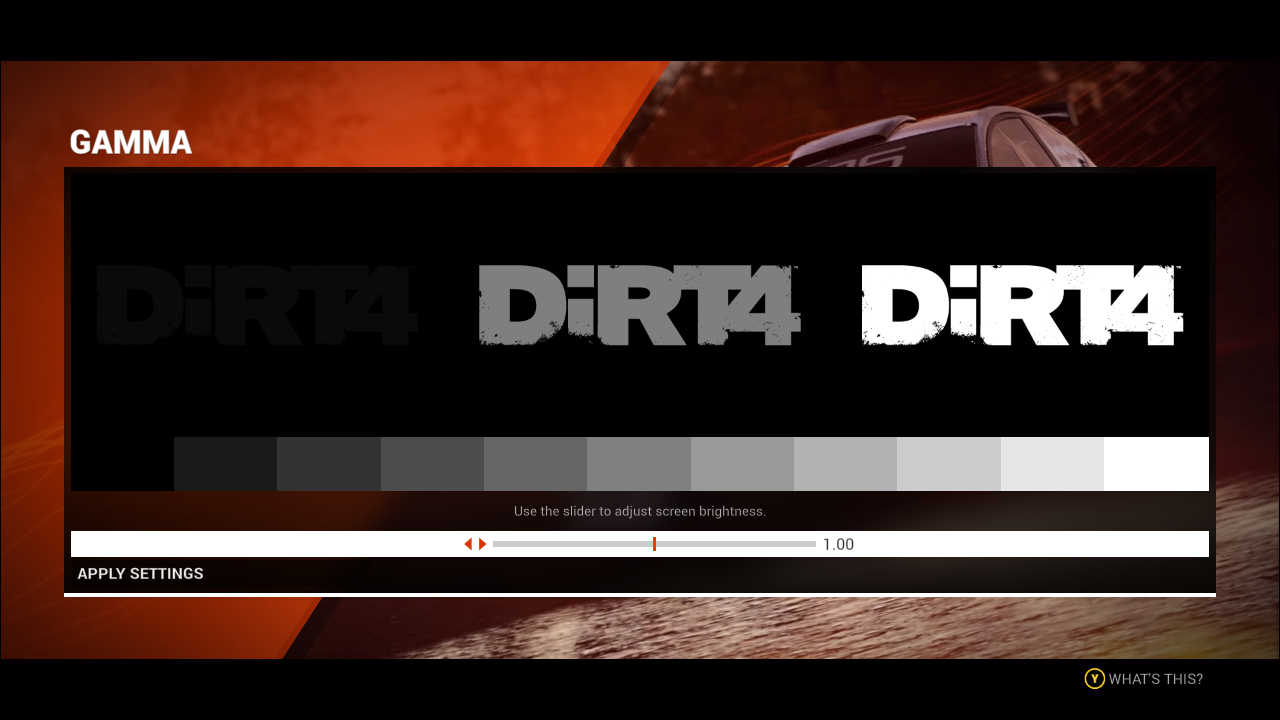 GAMMA
DiRT4 DiRT4 DiRT4
Use the slider to adjust screen brightness.
1.00
APPLY SETTINGS
Y WHAT'S THIS?